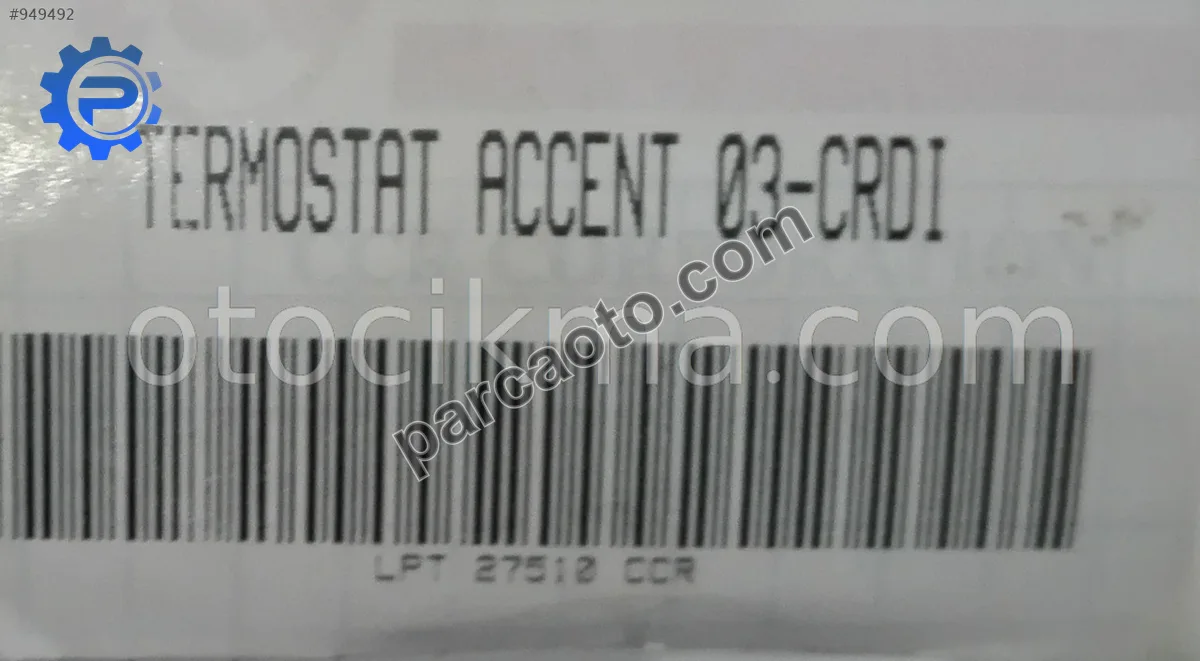 #949492
TERMOSTAT ACCENT 03-CRDI
otocikma.com
parcaoto.com
LPT 27510 CCR